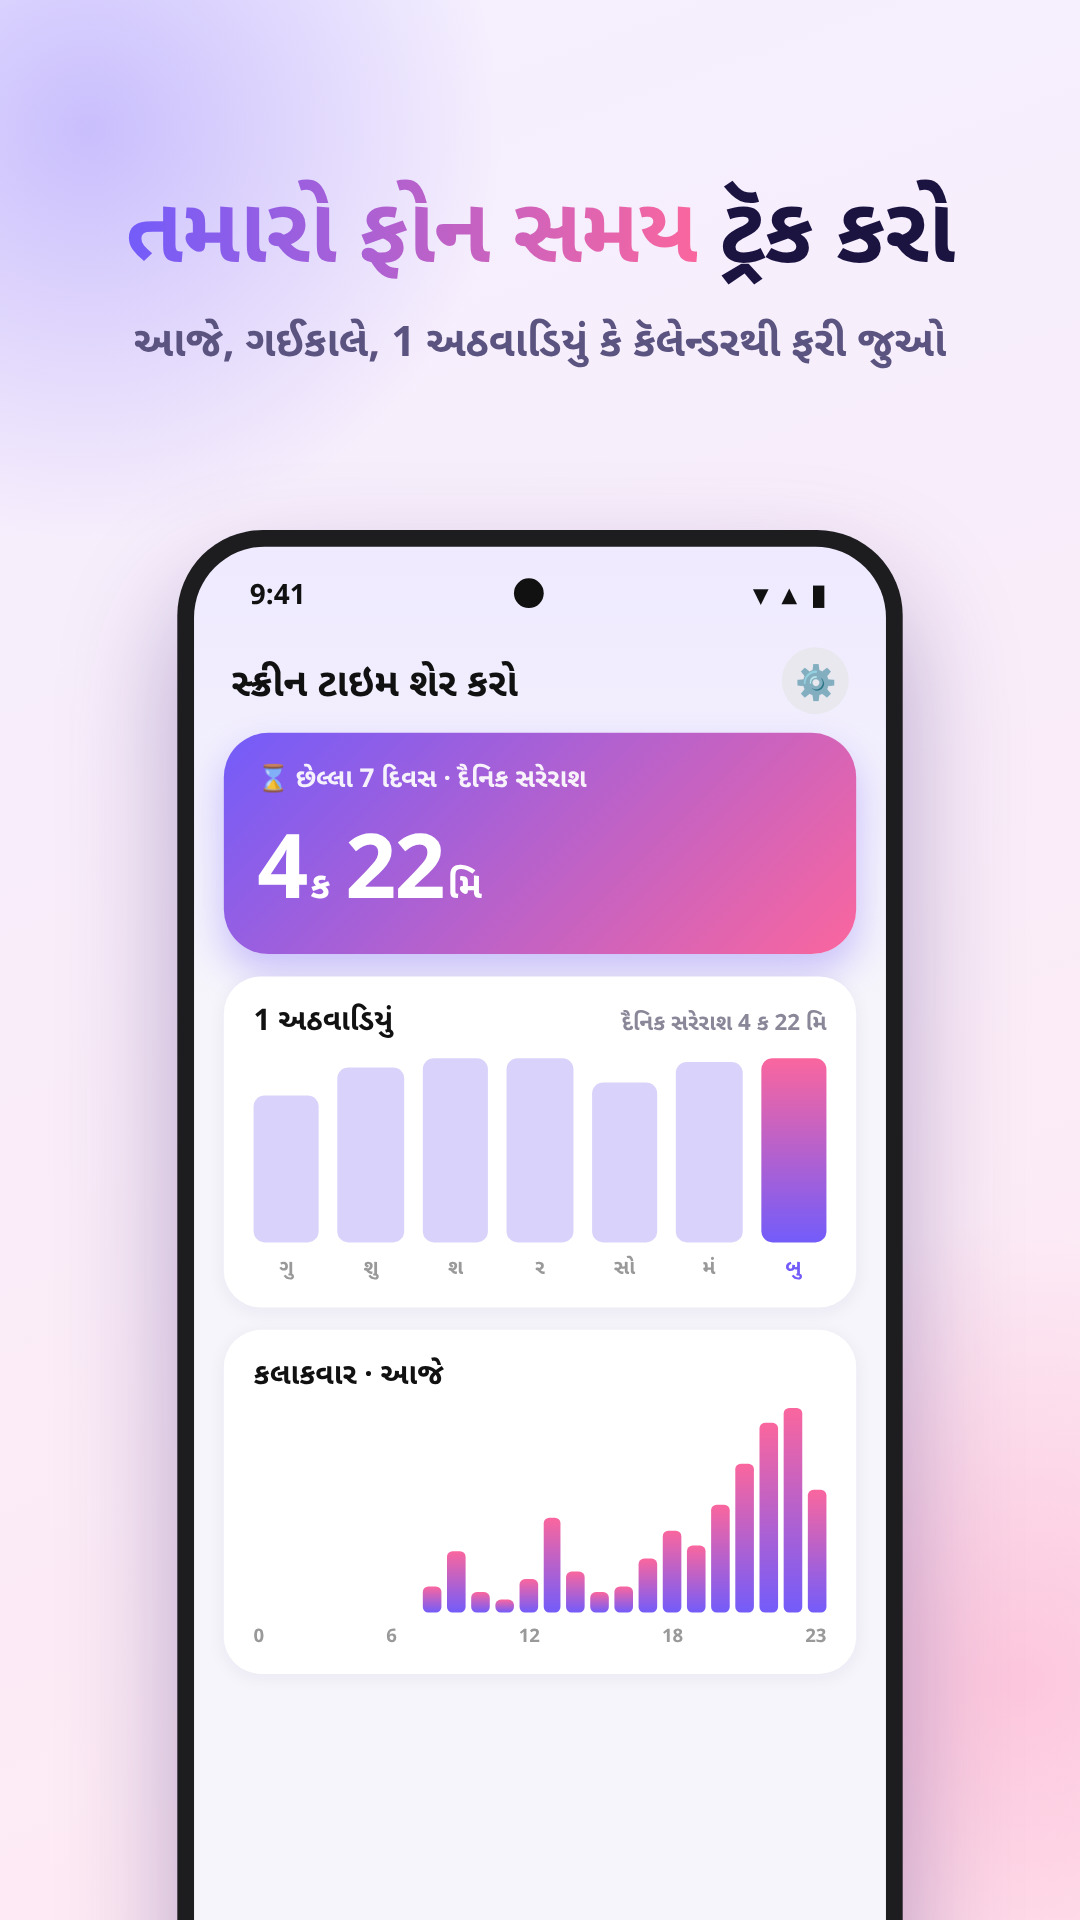 તમારો ફોન સમય ટ્રૅક કરો
આજે, ગઈકાલે, 1 અઠવાડિયું કે કૅલેન્ડરથી ફરી જુઓ
9:41
સ્ક્રીન ટાઇમ શેર કરો
⌛ છેલ્લા 7 દિવસ · દૈનિક સરેરાશ
4ક 22મિ
1 અઠવાડિયું
દૈનિક સરેરાશ 4 ક 22 મિ
ગુ શુ શ ર સો મં બુ
કલાકવાર · આજે
0 6 12 18 23